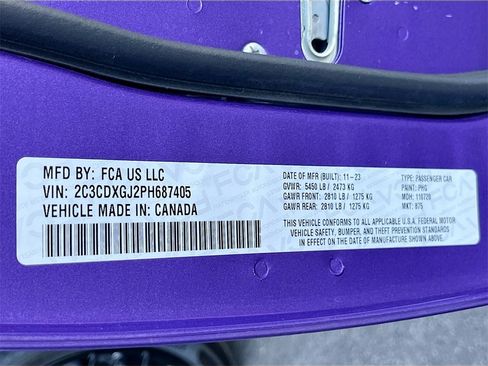 MFD BY: FCA US LLC
VIN: 2C3CDXGJ2PH687405
VEHICLE MADE IN: CANADA
DATE OF MFR (BUILT): 11-23
GVWR: 5450 LB / 2473 KG
GAWR FRONT: 2810 LB / 1275 KG
GAWR REAR: 2810 LB / 1275 KG
TYPE: PASSENGER CAR
PAINT: PHG
MDH: 110720
MKT: 875
THIS VEHICLE CONFORMS TO ALL APPLICABLE U.S.A. FEDERAL MOTOR
VEHICLE SAFETY, BUMPER, AND THEFT PREVENTION STANDARDS
IN EFFECT ON THE DATE OF MANUFACTURE SHOWN ABOVE.